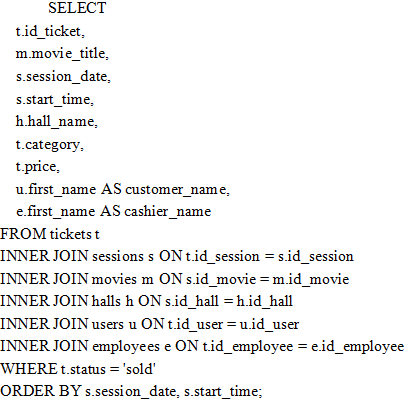 SELECT
t.id_ticket,
m.movie_title,
s.session_date,
s.start_time,
h.hall_name,
t.category,
t.price,
u.first_name AS customer_name,
e.first_name AS cashier_name
FROM tickets t
INNER JOIN sessions s ON t.id_session = s.id_session
INNER JOIN movies m ON s.id_movie = m.id_movie
INNER JOIN halls h ON s.id_hall = h.id_hall
INNER JOIN users u ON t.id_user = u.id_user
INNER JOIN employees e ON t.id_employee = e.id_employee
WHERE t.status = 'sold'
ORDER BY s.session_date, s.start_time;